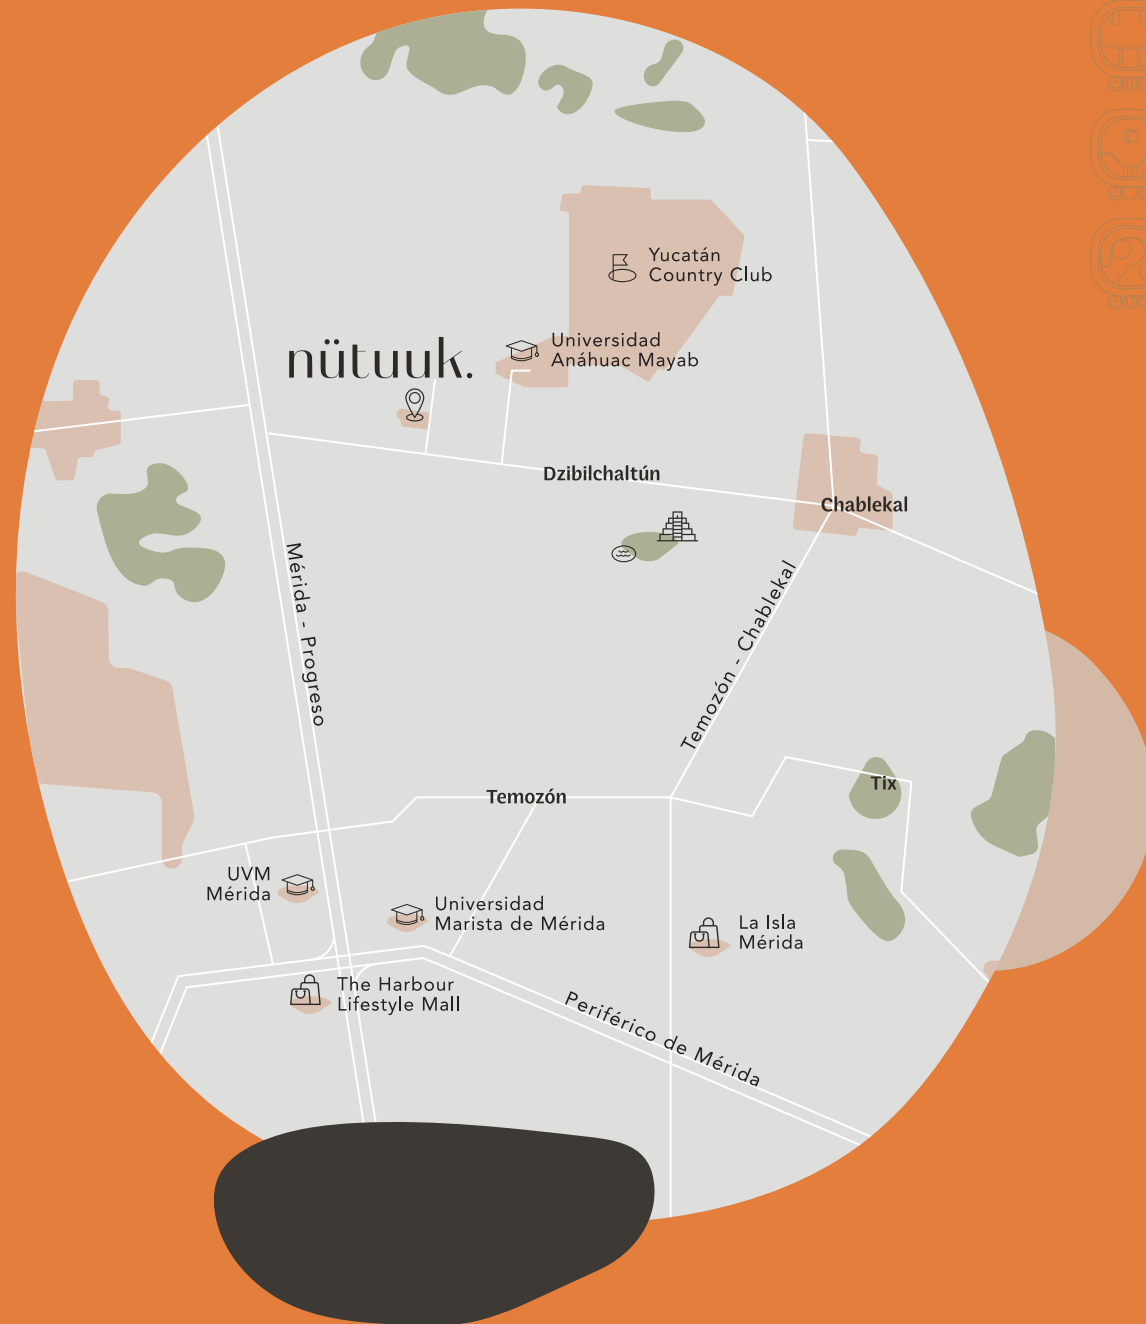 Yucatán
Country Club
nütuuk.
Universidad
Anáhuac Mayab
Dzibilchaltún
Chablekal
Mérida - Progreso
Temozón - Chablekal
Temozón
Tix
UVM
Mérida
Universidad
Marista de Mérida
La Isla
Mérida
The Harbour
Lifestyle Mall
Periférico de Mérida